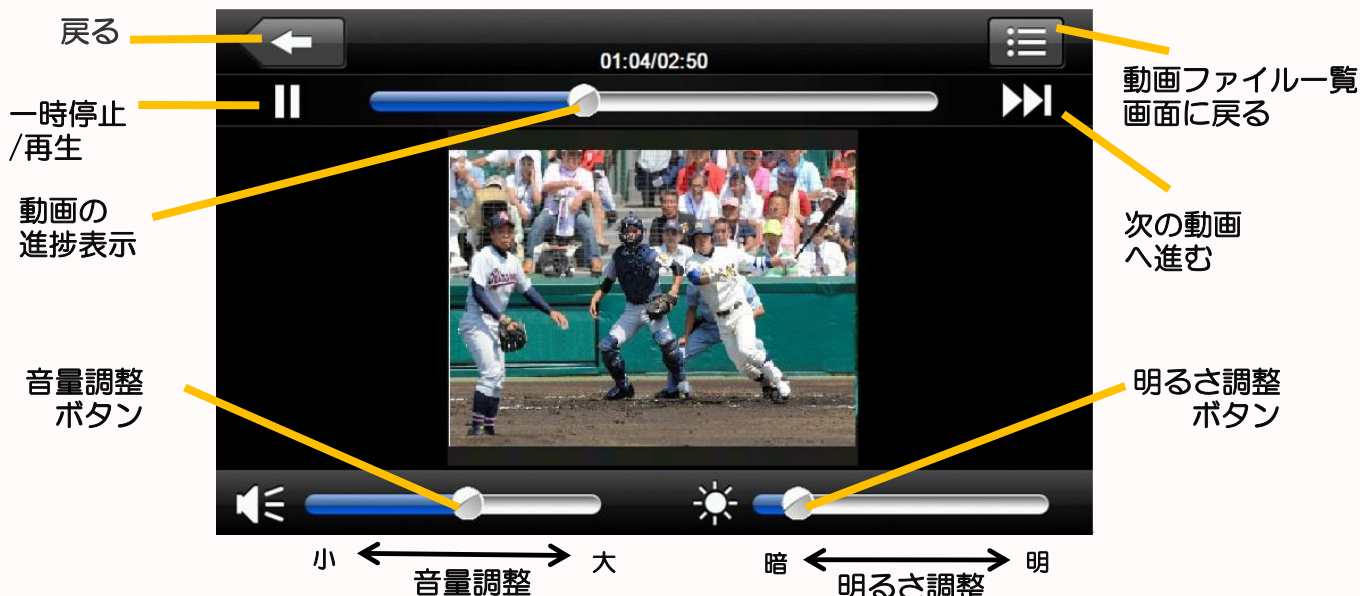 戻る
01:04/02:50
動画ファイル一覧
画面に戻る
一時停止
/再生
動画の
進捗表示
次の動画
へ進む
音量調整
ボタン
明るさ調整
ボタン
小
大
音量調整
暗
明
明るさ調整